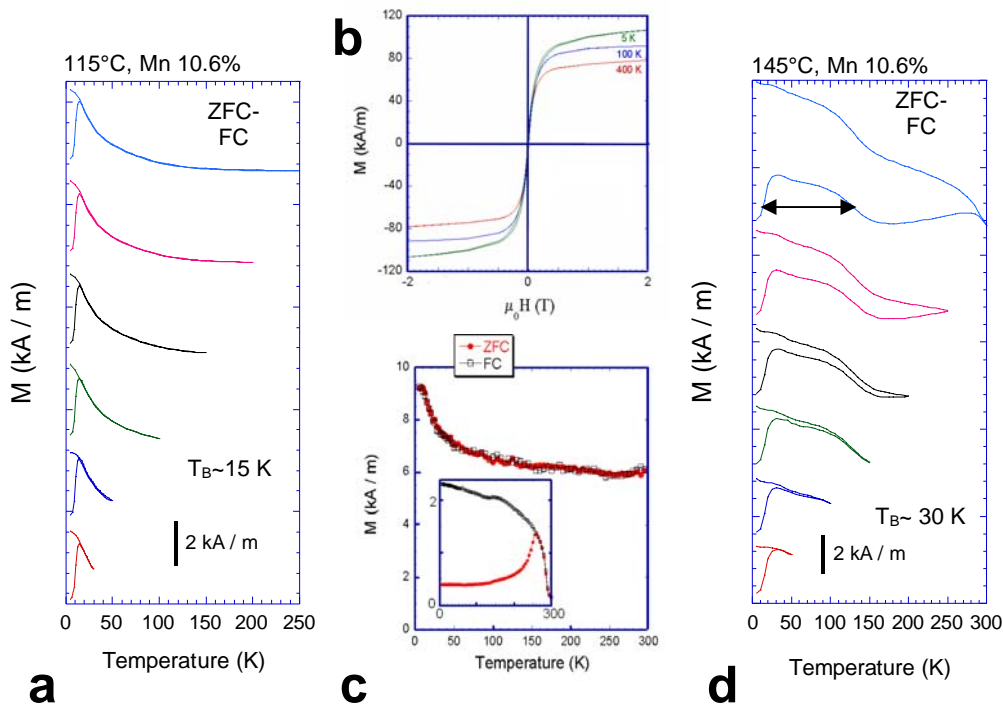 115°C, Mn 10.6%
ZFC-
FC
M (kA / m)
T_B~15 K
2 kA / m
0 50 100 150 200 250
Temperature (K)
a
b
120
80
40
0
-40
-80
-120
M (kA/m)
5 K
100 K
400 K
-2 -1 0 1 2
μ₀H (T)
ZFC
FC
10
8
6
4
2
0
M (kA / m)
2
0
0 300
0 50 100 150 200 250 300
Temperature (K)
c
145°C, Mn 10.6%
ZFC-
FC
M (kA / m)
T_B~ 30 K
2 kA / m
0 50 100 150 200 250 300
Temperature (K)
d